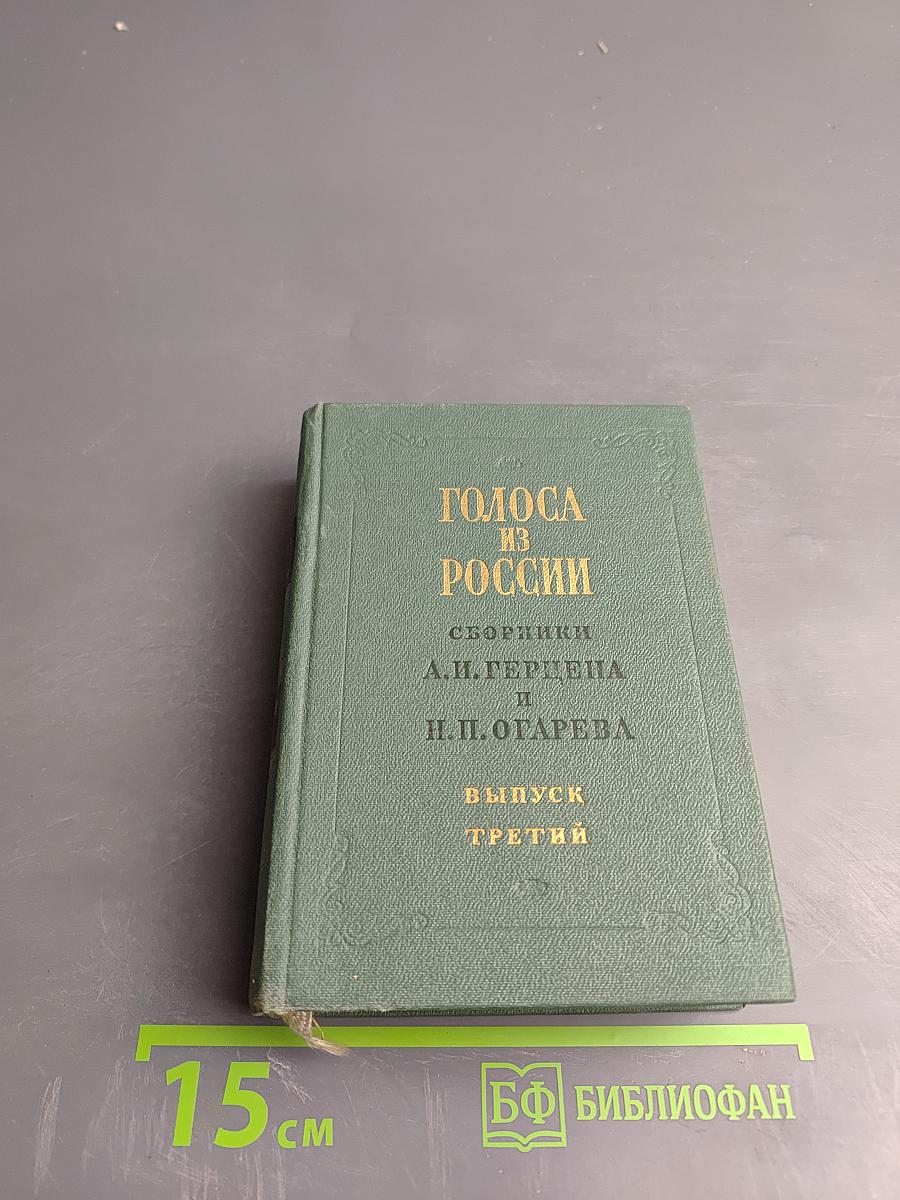 ГОЛОСА
ИЗ
РОССИИ
СБОРНИКИ
А.И.ГЕРЦЕНА
И
Н.П.ОГАРЕВА
ВЫПУСК
ТРЕТИЙ
15 см
БФ БИБЛИОФАН